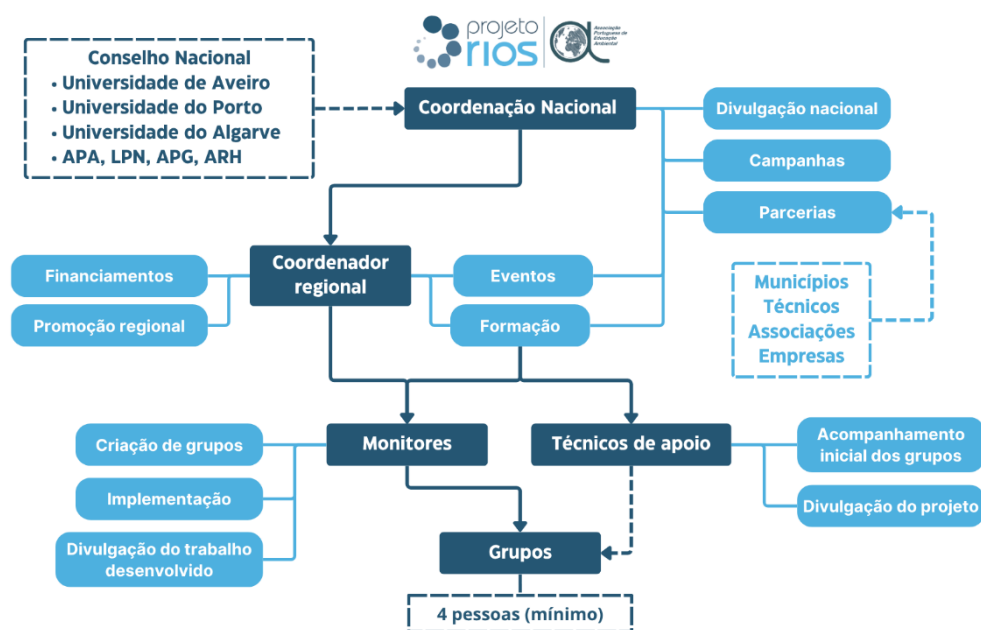 projeto
rios
Associação
Portuguesa de
Educação
Ambiental
Conselho Nacional
• Universidade de Aveiro
• Universidade do Porto
• Universidade do Algarve
• APA, LPN, APG, ARH
Coordenação Nacional
Divulgação nacional
Campanhas
Parcerias
Coordenador
regional
Financiamentos
Promoção regional
Eventos
Formação
Municípios
Técnicos
Associações
Empresas
Monitores
Técnicos de apoio
Criação de grupos
Implementação
Divulgação do trabalho
desenvolvido
Acompanhamento
inicial dos grupos
Divulgação do projeto
Grupos
4 pessoas (mínimo)